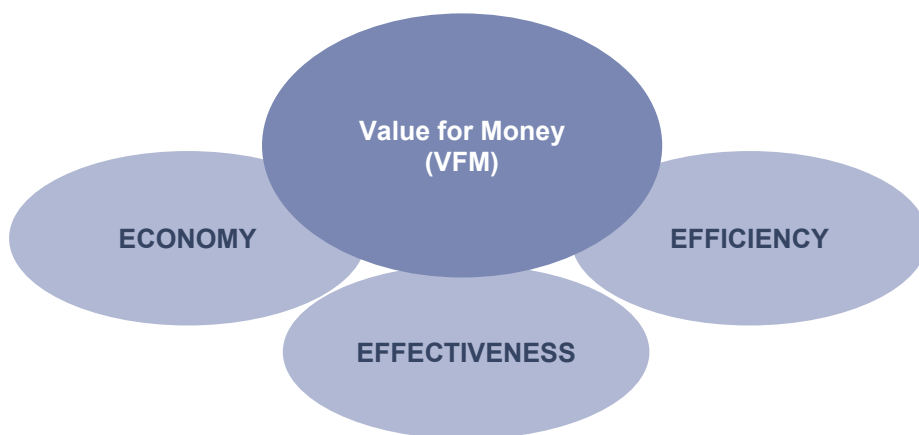 Value for Money
(VFM)
ECONOMY
EFFICIENCY
EFFECTIVENESS